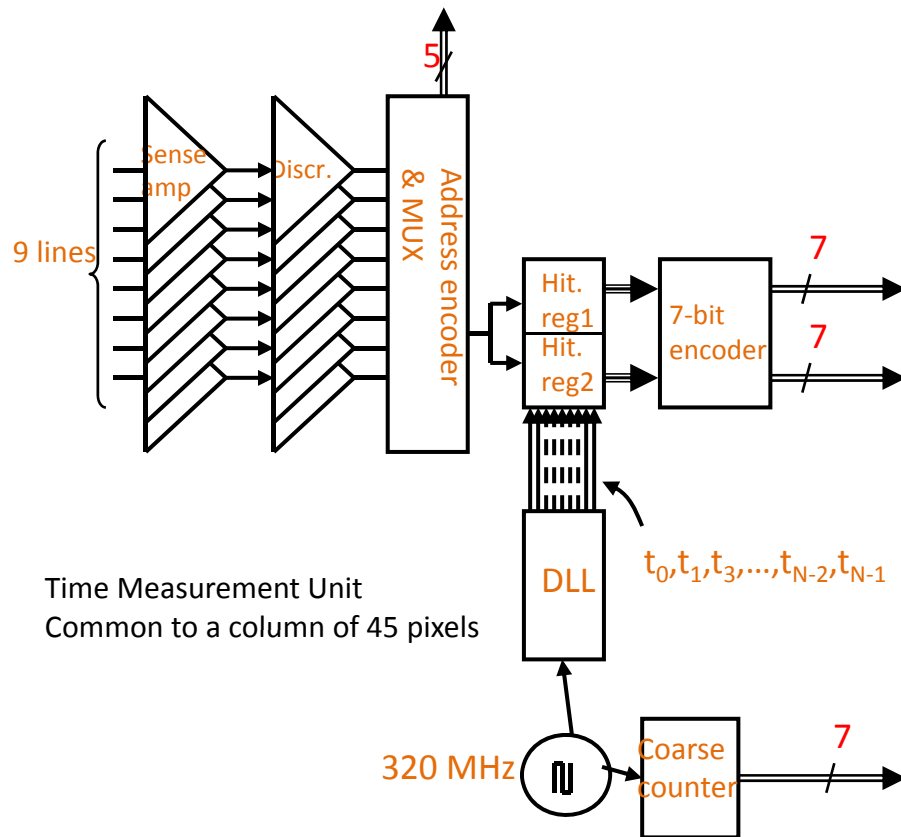 5
Sense
amp
Discr.
Address encoder
& MUX
9 lines
Hit.
reg1
Hit.
reg2
7-bit
encoder
7
7
DLL
t0,t1,t3,...,tN-2,tN-1
Time Measurement Unit
Common to a column of 45 pixels
320 MHz
Coarse
counter
7